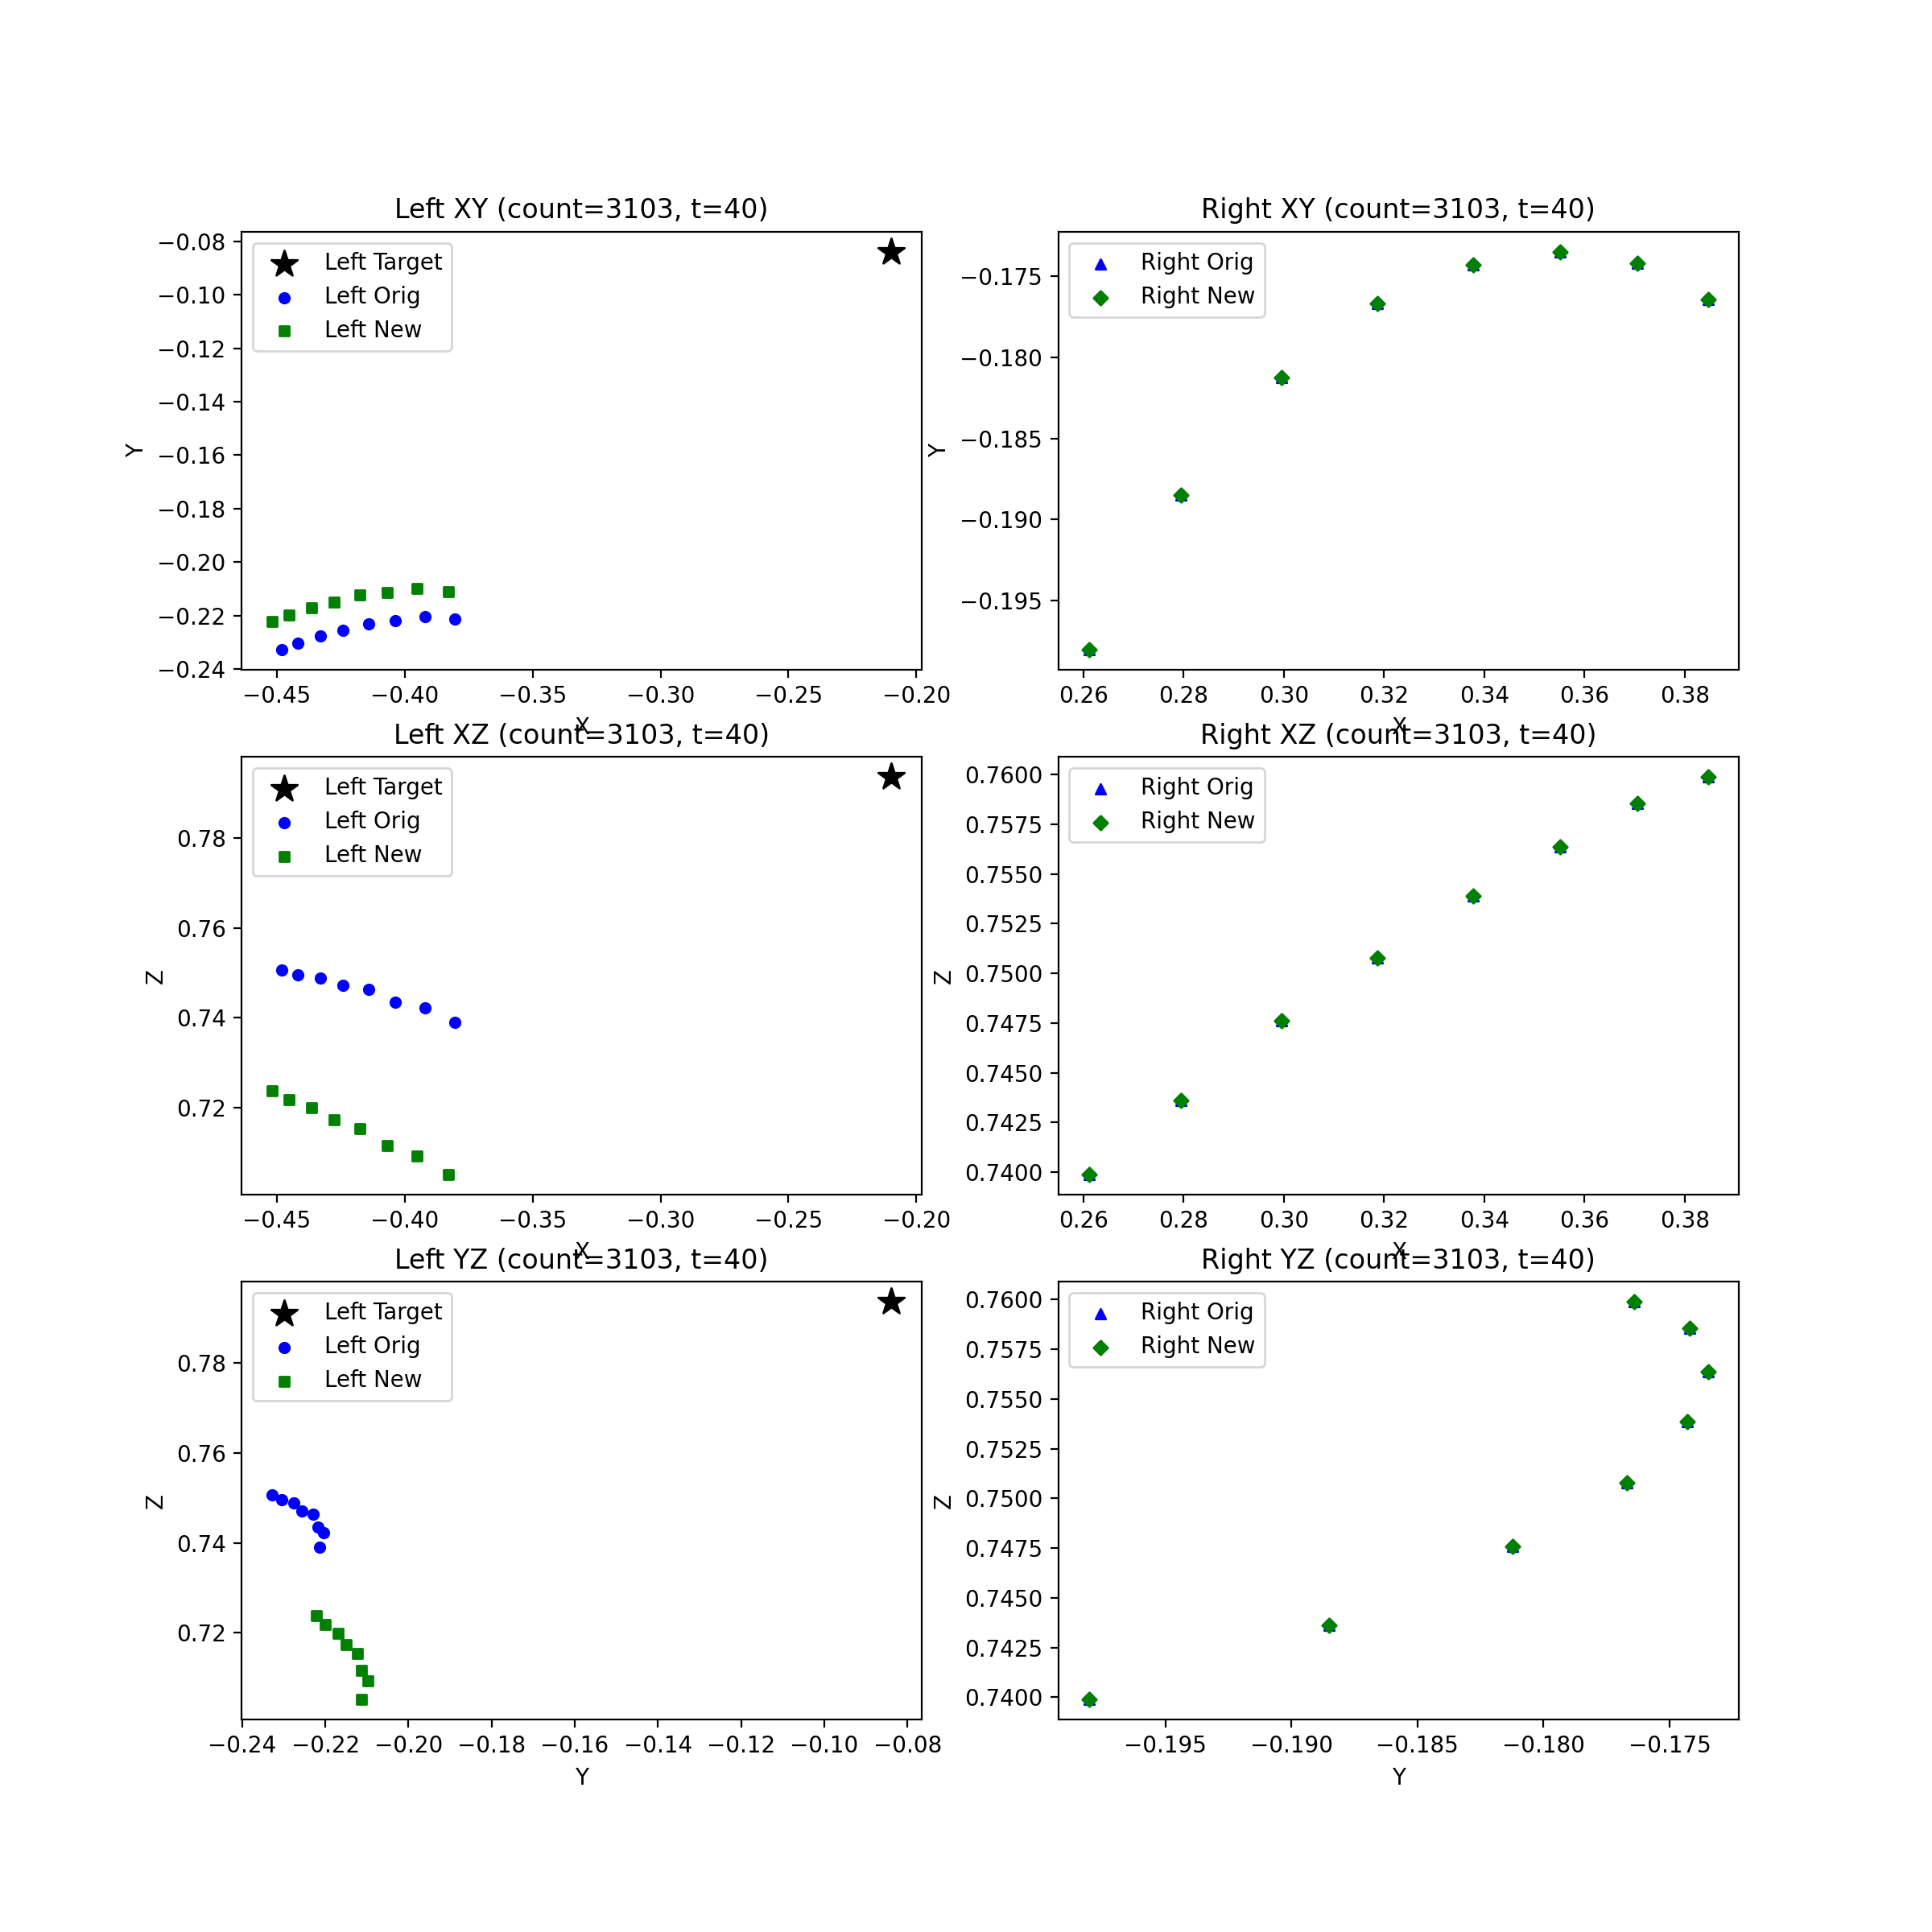 Left XY (count=3103, t=40)
Left Target
Left Orig
Left New
−0.08
−0.10
−0.12
−0.14
−0.16
−0.18
−0.20
−0.22
−0.24
Y
−0.45 −0.40 −0.35 −0.30 −0.25 −0.20
X
Right XY (count=3103, t=40)
Right Orig
Right New
−0.175
−0.180
−0.185
−0.190
−0.195
Y
0.26 0.28 0.30 0.32 0.34 0.36 0.38
X
Left XZ (count=3103, t=40)
Left Target
Left Orig
Left New
0.78
0.76
0.74
0.72
Z
−0.45 −0.40 −0.35 −0.30 −0.25 −0.20
X
Right XZ (count=3103, t=40)
Right Orig
Right New
0.7600
0.7575
0.7550
0.7525
0.7500
0.7475
0.7450
0.7425
0.7400
Z
0.26 0.28 0.30 0.32 0.34 0.36 0.38
X
Left YZ (count=3103, t=40)
Left Target
Left Orig
Left New
0.78
0.76
0.74
0.72
Z
−0.24 −0.22 −0.20 −0.18 −0.16 −0.14 −0.12 −0.10 −0.08
Y
Right YZ (count=3103, t=40)
Right Orig
Right New
0.7600
0.7575
0.7550
0.7525
0.7500
0.7475
0.7450
0.7425
0.7400
Z
−0.195 −0.190 −0.185 −0.180 −0.175
Y